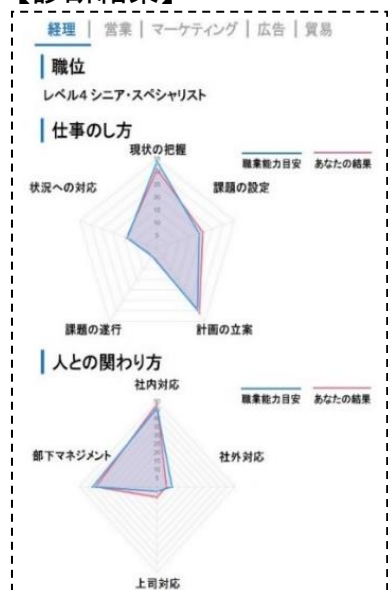 経理 | 営業 | マーケティング | 広告 | 貿易
職位
レベル4 シニア・スペシャリスト
仕事のし方
現状の把握
職業能力目安 あなたの結果
状況への対応
課題の設定
課題の遂行
計画の立案
人との関わり方
社内対応
職業能力目安 あなたの結果
部下マネジメント
社外対応
上司対応